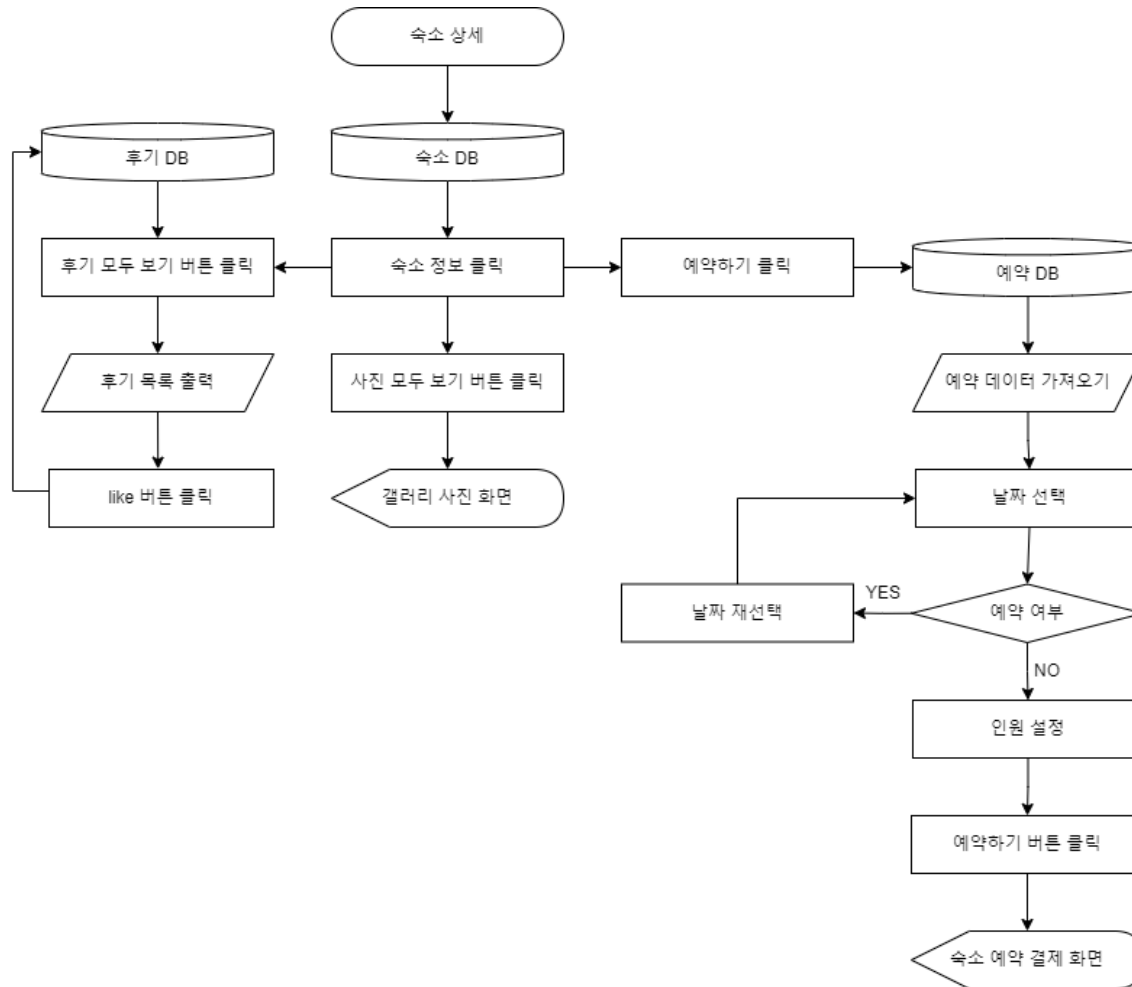 숙소 상세
후기 DB
숙소 DB
후기 모두 보기 버튼 클릭
숙소 정보 클릭
예약하기 클릭
예약 DB
후기 목록 출력
사진 모두 보기 버튼 클릭
예약 데이터 가져오기
like 버튼 클릭
갤러리 사진 화면
날짜 선택
날짜 재선택
YES
예약 여부
NO
인원 설정
예약하기 버튼 클릭
숙소 예약 결제 화면